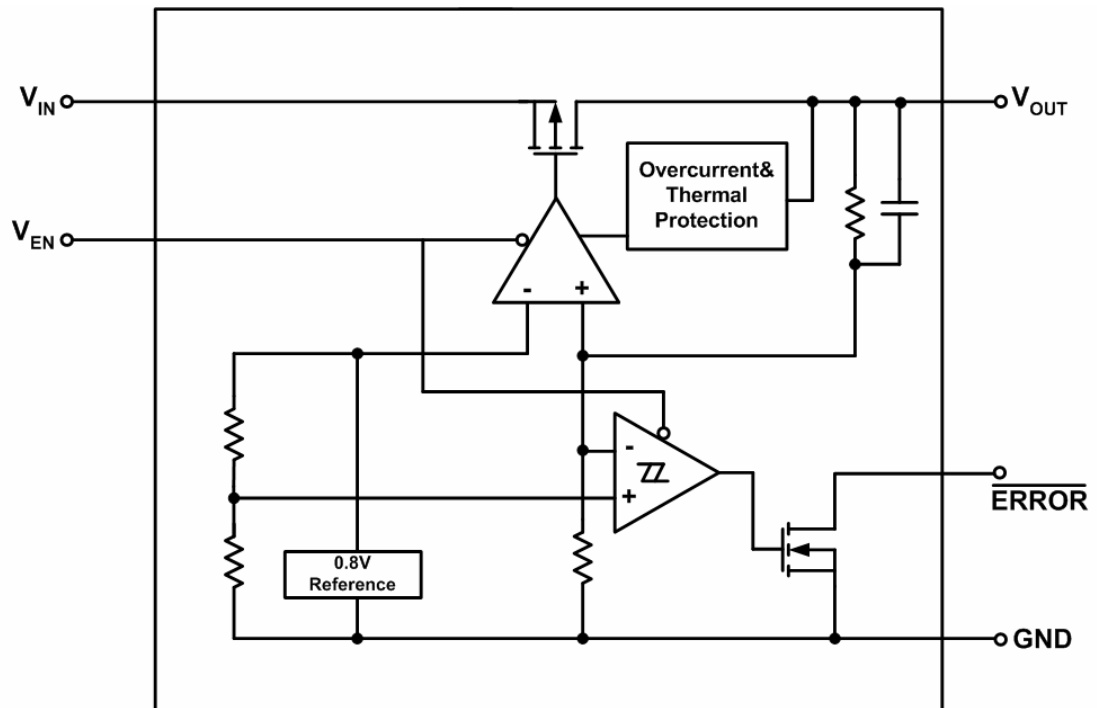 V_IN
V_OUT
Overcurrent&
Thermal
Protection
V_EN
-
+
-
+
ERROR
0.8V
Reference
GND